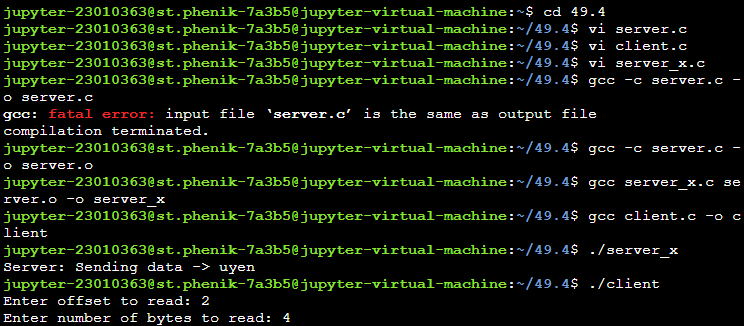 jupyter-23010363@st.phenik-7a3b5@jupyter-virtual-machine:~$ cd 49.4
jupyter-23010363@st.phenik-7a3b5@jupyter-virtual-machine:~/49.4$ vi server.c
jupyter-23010363@st.phenik-7a3b5@jupyter-virtual-machine:~/49.4$ vi client.c
jupyter-23010363@st.phenik-7a3b5@jupyter-virtual-machine:~/49.4$ vi server_x.c
jupyter-23010363@st.phenik-7a3b5@jupyter-virtual-machine:~/49.4$ gcc -c server.c -
o server.c
gcc: fatal error: input file ‘server.c’ is the same as output file
compilation terminated.
jupyter-23010363@st.phenik-7a3b5@jupyter-virtual-machine:~/49.4$ gcc -c server.c -
o server.o
jupyter-23010363@st.phenik-7a3b5@jupyter-virtual-machine:~/49.4$ gcc server_x.c se
rver.o -o server_x
jupyter-23010363@st.phenik-7a3b5@jupyter-virtual-machine:~/49.4$ gcc client.c -o c
lient
jupyter-23010363@st.phenik-7a3b5@jupyter-virtual-machine:~/49.4$ ./server_x
Server: Sending data -> uyen
jupyter-23010363@st.phenik-7a3b5@jupyter-virtual-machine:~/49.4$ ./client
Enter offset to read: 2
Enter number of bytes to read: 4